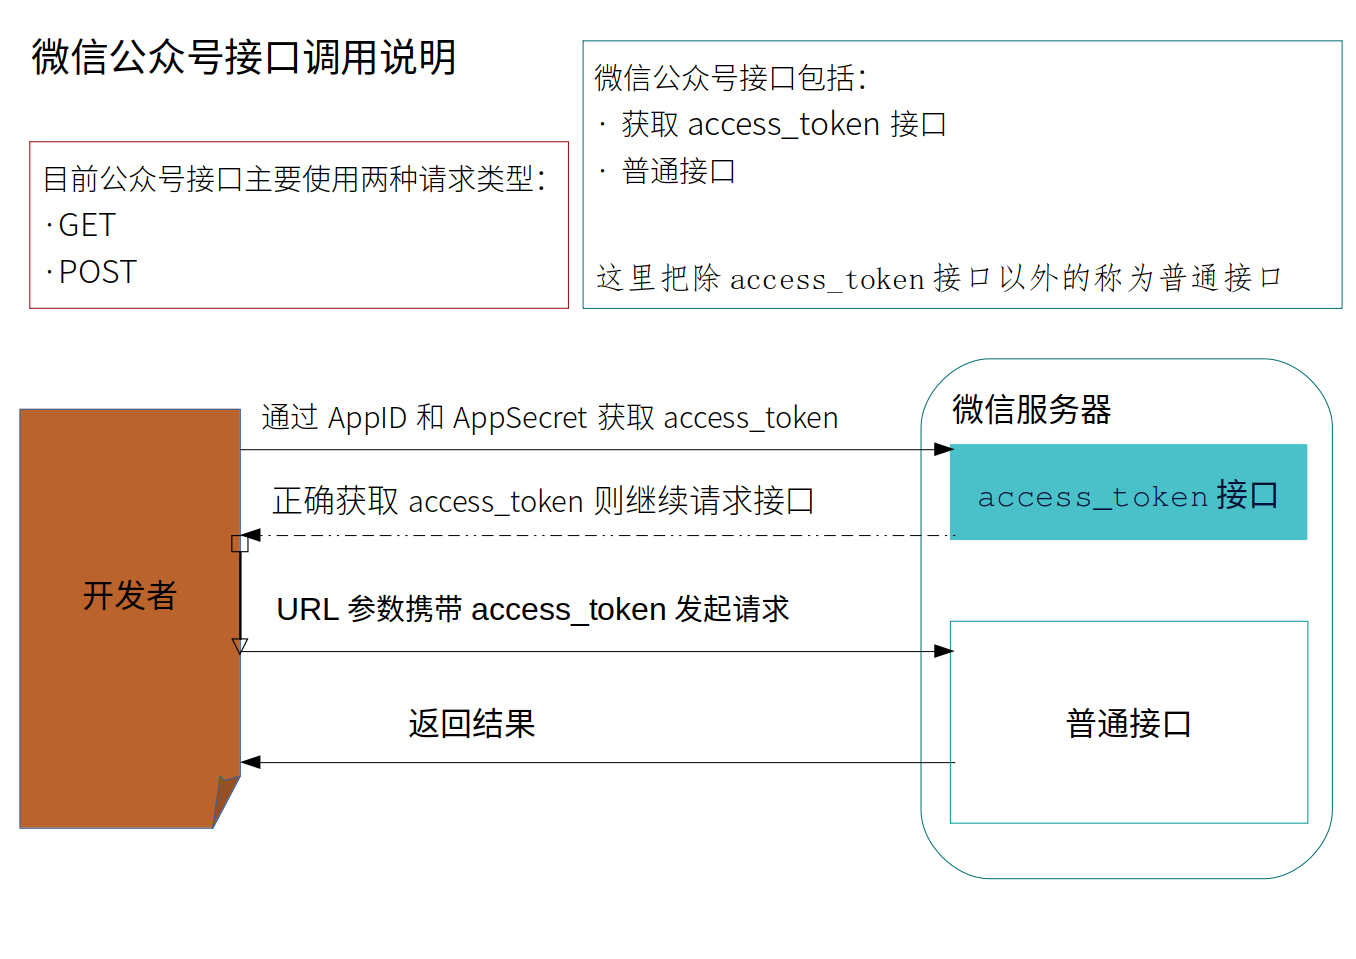 微信公众号接口调用说明
目前公众号接口主要使用两种请求类型：
·GET
·POST
微信公众号接口包括：
· 获取 access_token 接口
· 普通接口
这里把除 access_token 接口以外的称为普通接口
通过 AppID 和 AppSecret 获取 access_token
微信服务器
正确获取 access_token 则继续请求接口
access_token 接口
开发者
URL 参数携带 access_token 发起请求
返回结果
普通接口